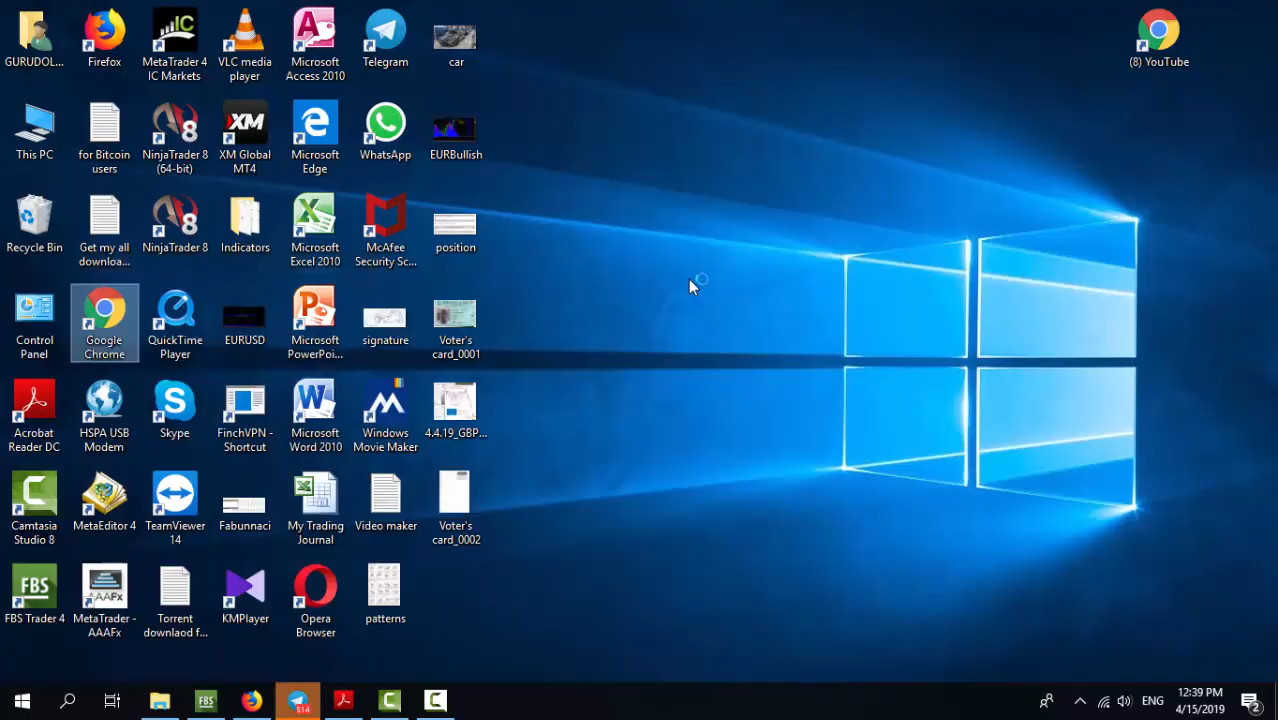 GURUDOL...
Firefox
MetaTrader 4
IC Markets
VLC media
player
Microsoft
Access 2010
Telegram
car
(8) YouTube
This PC
for Bitcoin
users
NinjaTrader 8
(64-bit)
XM Global
MT4
Microsoft
Edge
WhatsApp
EURBullish
Recycle Bin
Get my all
downloa...
NinjaTrader 8
Indicators
Microsoft
Excel 2010
McAfee
Security Sc...
position
Control
Panel
Google
Chrome
QuickTime
Player
EURUSD
Microsoft
PowerPoi...
signature
Voter's
card_0001
Acrobat
Reader DC
HSPA USB
Modem
Skype
FinchVPN -
Shortcut
Microsoft
Word 2010
Windows
Movie Maker
4.4.19_GBP...
Camtasia
Studio 8
MetaEditor 4
TeamViewer
14
Fabunnaci
My Trading
Journal
Video maker
Voter's
card_0002
FBS Trader 4
MetaTrader -
AAAFx
Torrent
downlaod f...
KMPlayer
Opera
Browser
patterns
ENG
12:39 PM
4/15/2019
2